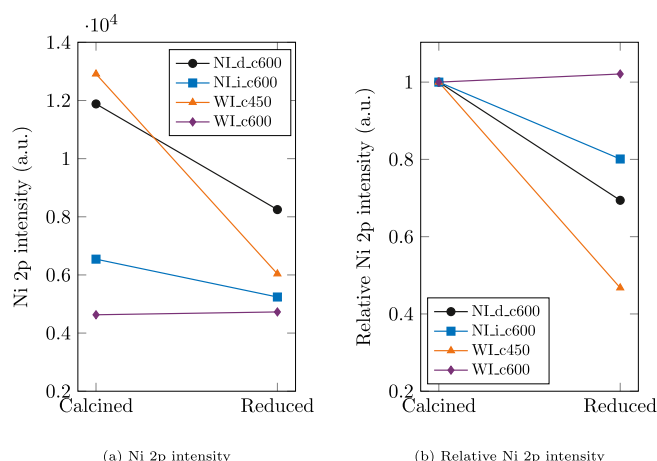 ·10⁴
1.4
1.2
1
0.8
0.6
0.4
0.2
Ni 2p intensity (a.u.)
Calcined
Reduced
NI_d_c600
NI_i_c600
WI_c450
WI_c600
(a) Ni 2p intensity
1
0.8
0.6
0.4
0.2
Relative Ni 2p intensity (a.u.)
Calcined
Reduced
NI_d_c600
NI_i_c600
WI_c450
WI_c600
(b) Relative Ni 2p intensity